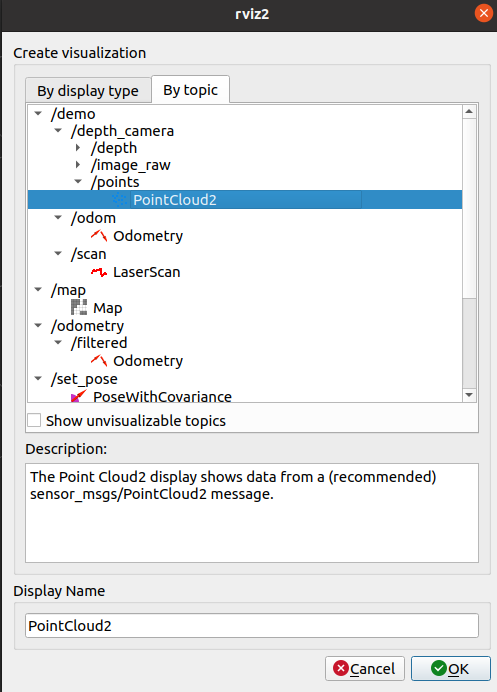 rviz2
Create visualization
By display type
By topic
/demo
/depth_camera
/depth
/image_raw
/points
PointCloud2
/odom
Odometry
/scan
LaserScan
/map
Map
/odometry
/filtered
Odometry
/set_pose
PoseWithCovariance
Show unvisualizable topics
Description:
The Point Cloud2 display shows data from a (recommended)
sensor_msgs/PointCloud2 message.
Display Name
PointCloud2
Cancel
OK